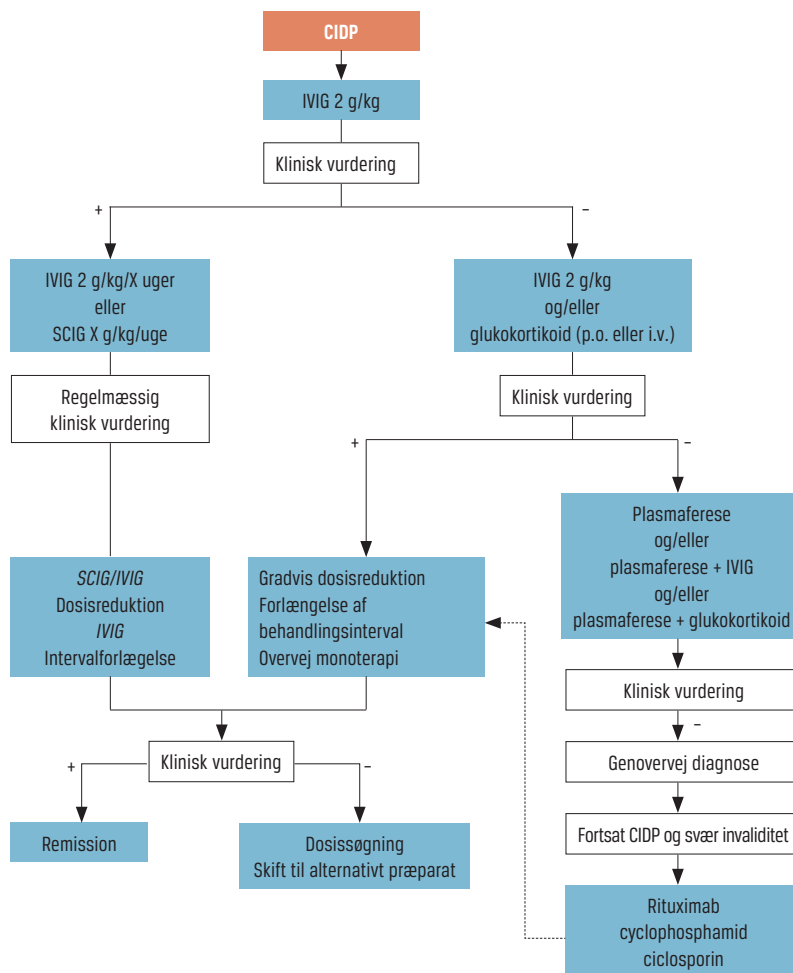 CIDP
IVIG 2 g/kg
Klinisk vurdering
+
–
IVIG 2 g/kg/X uger
eller
SCIG X g/kg/uge
IVIG 2 g/kg
og/eller
glukokortikoid (p.o. eller i.v.)
Regelmæssig
klinisk vurdering
Klinisk vurdering
+
–
SCIG/IVIG
Dosisreduktion
IVIG
Intervalforlægelse
Gradvis dosisreduktion
Forlængelse af
behandlingsinterval
Overvej monoterapi
Plasmaferese
og/eller
plasmaferese + IVIG
og/eller
plasmaferese + glukokortikoid
Klinisk vurdering
–
Genovervej diagnose
Fortsat CIDP og svær invaliditet
Rituximab
cyclophosphamid
ciclosporin
Klinisk vurdering
+
–
Remission
Dosissøgning
Skift til alternativt præparat